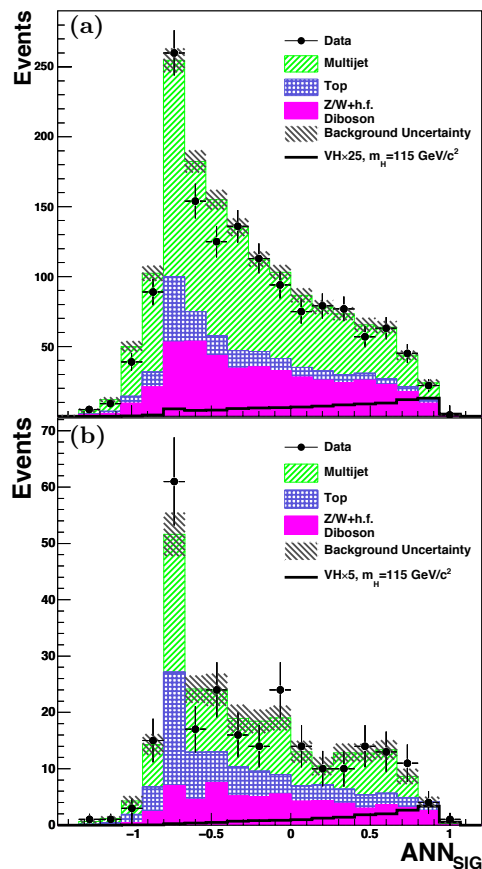 (a)
Events
Data
Multijet
Top
Z/W+h.f.
Diboson
Background Uncertainty
VH×25, m_H=115 GeV/c²
250
200
150
100
50
(b)
Events
Data
Multijet
Top
Z/W+h.f.
Diboson
Background Uncertainty
VH×5, m_H=115 GeV/c²
70
60
50
40
30
20
10
0
−1 −0.5 0 0.5 1
ANN_SIG